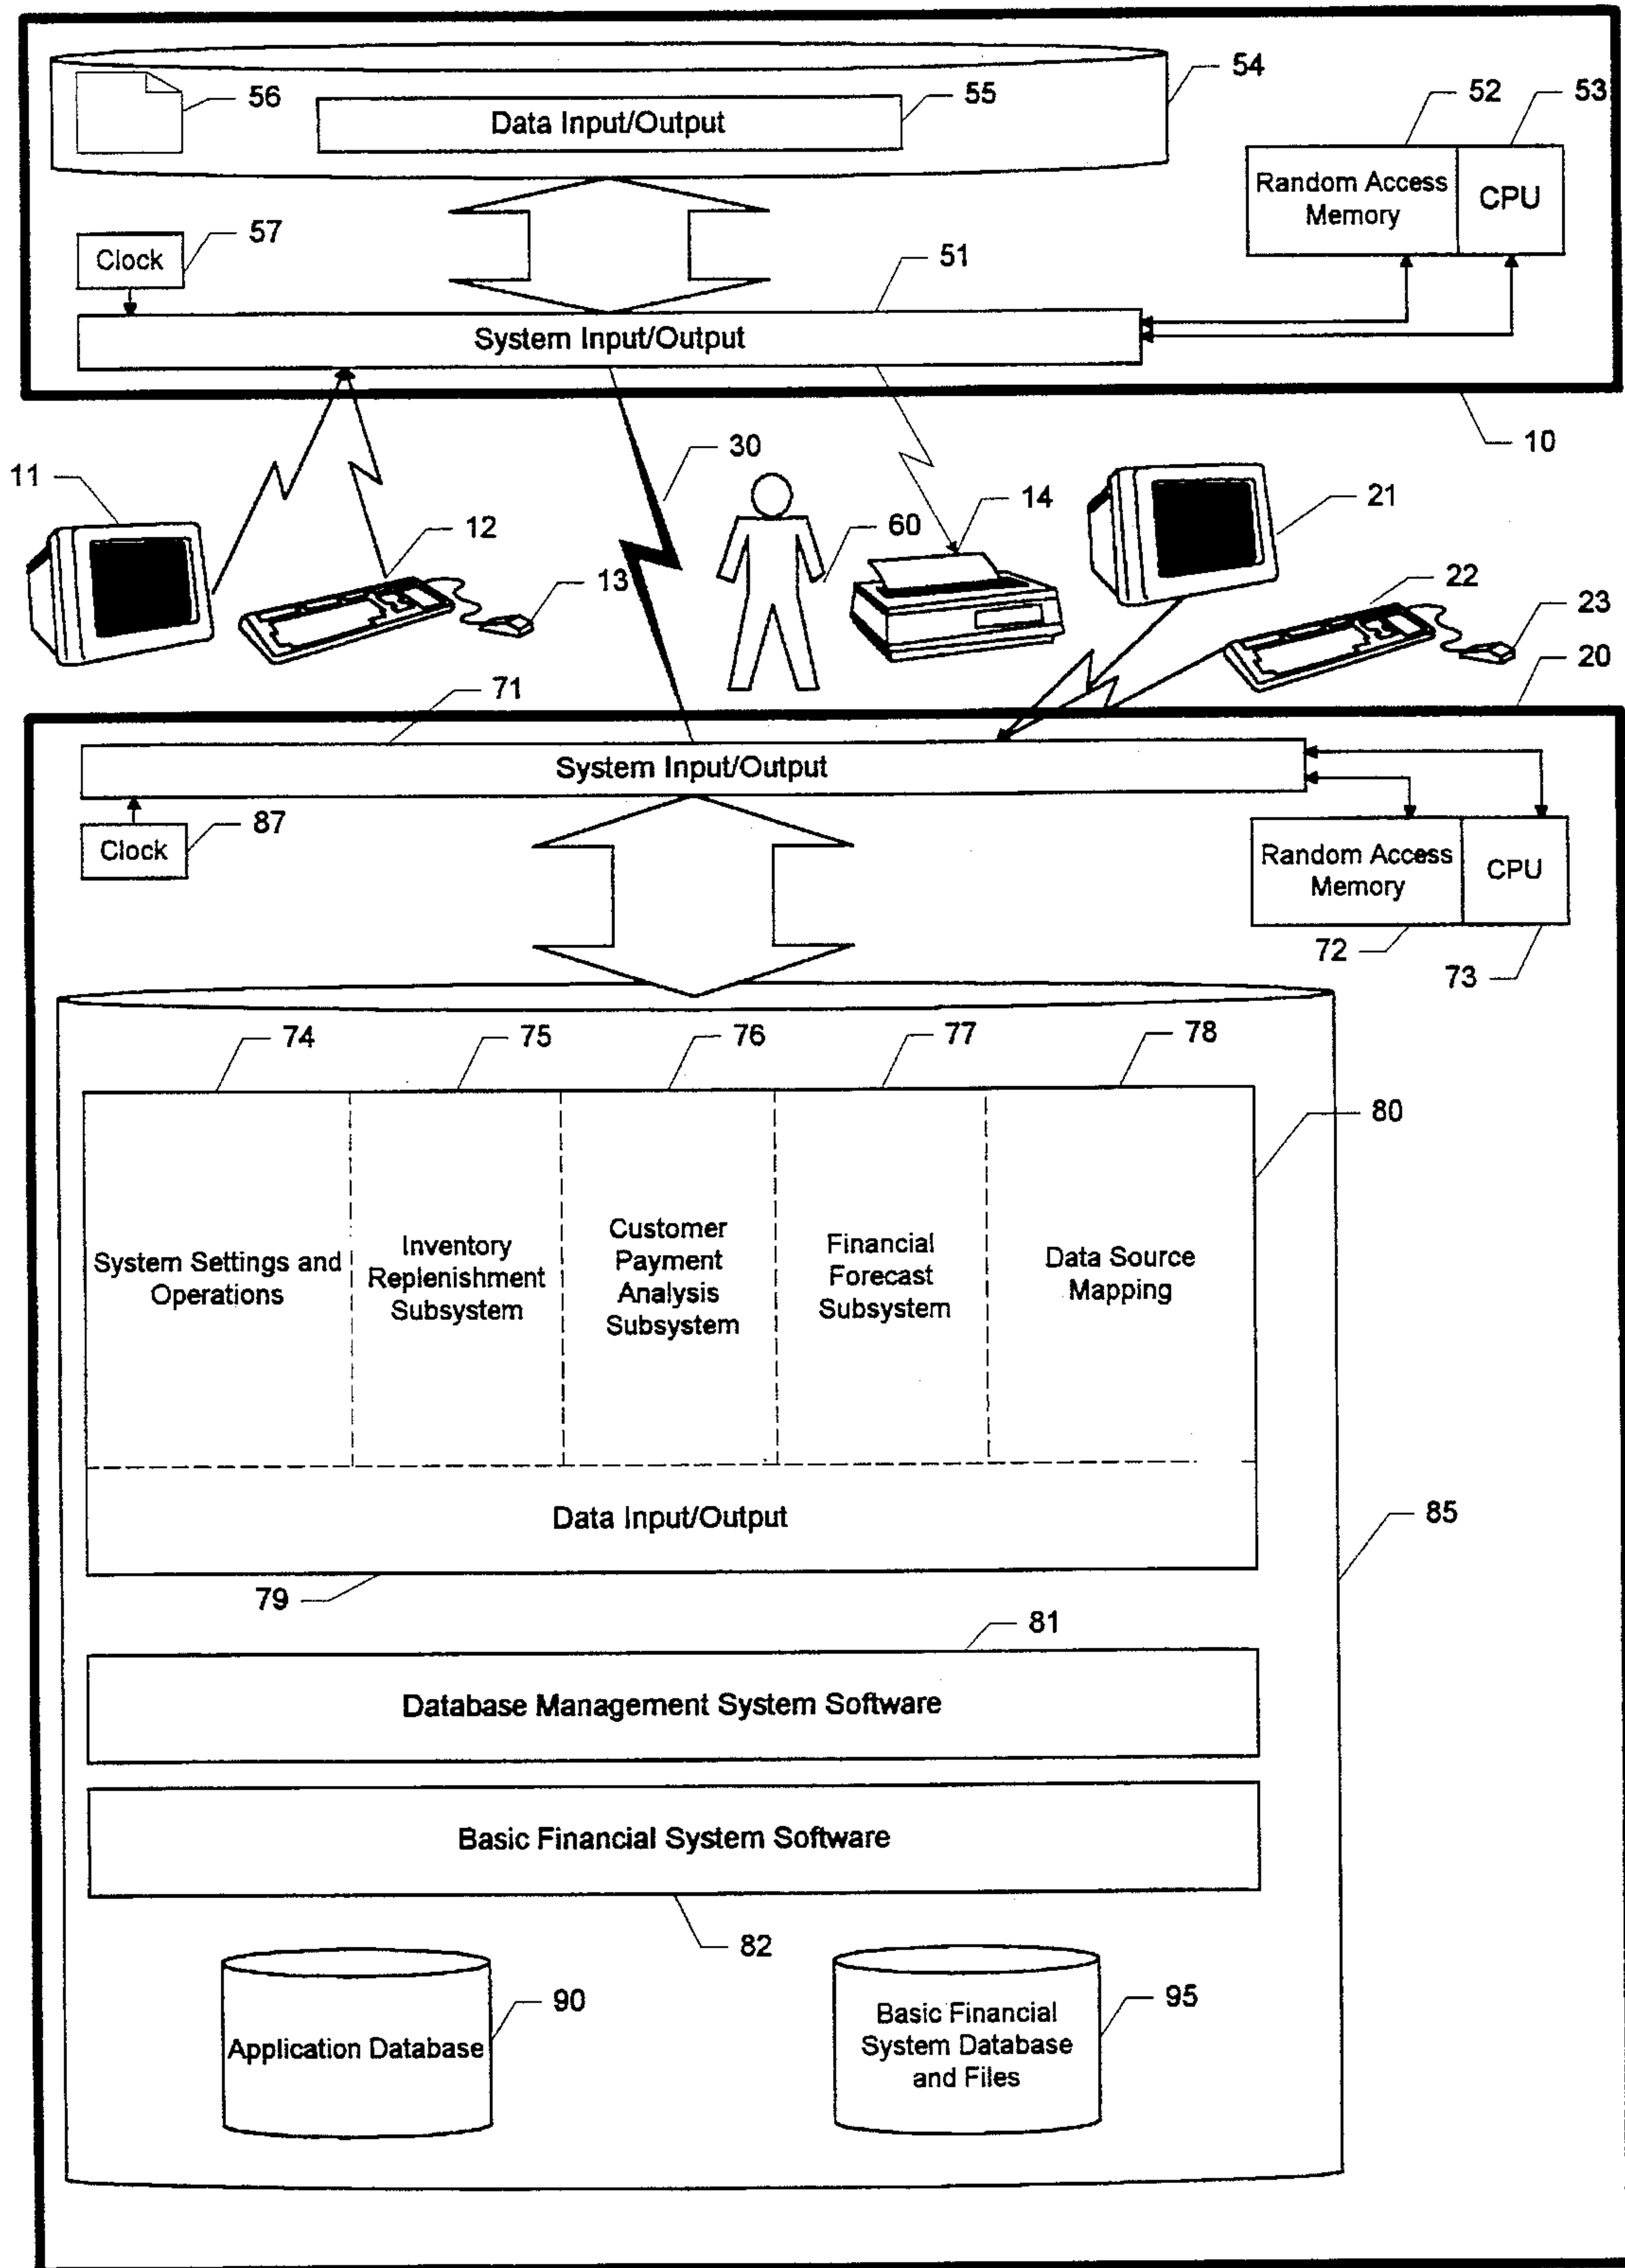 54
56
55
Data Input/Output
52
53
Random Access
Memory
CPU
57
Clock
51
System Input/Output
10
30
11
12
13
60
14
21
22
23
20
71
System Input/Output
87
Clock
Random Access
Memory
CPU
72
73
74
75
76
77
78
80
System Settings and
Operations
Inventory
Replenishment
Subsystem
Customer
Payment
Analysis
Subsystem
Financial
Forecast
Subsystem
Data Source
Mapping
Data Input/Output
85
79
81
Database Management System Software
Basic Financial System Software
82
90
Application Database
95
Basic Financial
System Database
and Files